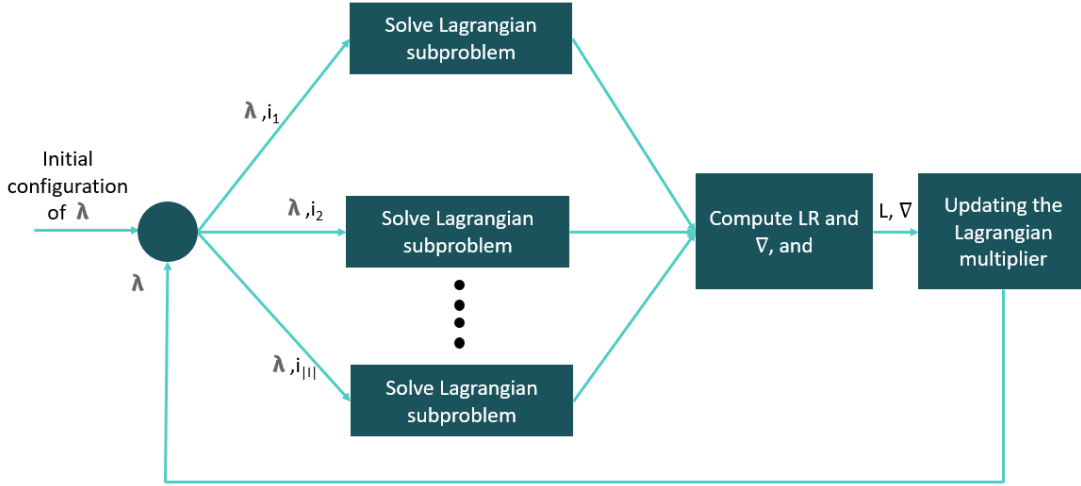 Solve Lagrangian
subproblem
λ ,i₁
Initial
configuration
of λ
λ ,i₂
Solve Lagrangian
subproblem
Compute LR and
∇, and
L, ∇
Updating the
Lagrangian
multiplier
λ
λ ,i|I|
Solve Lagrangian
subproblem